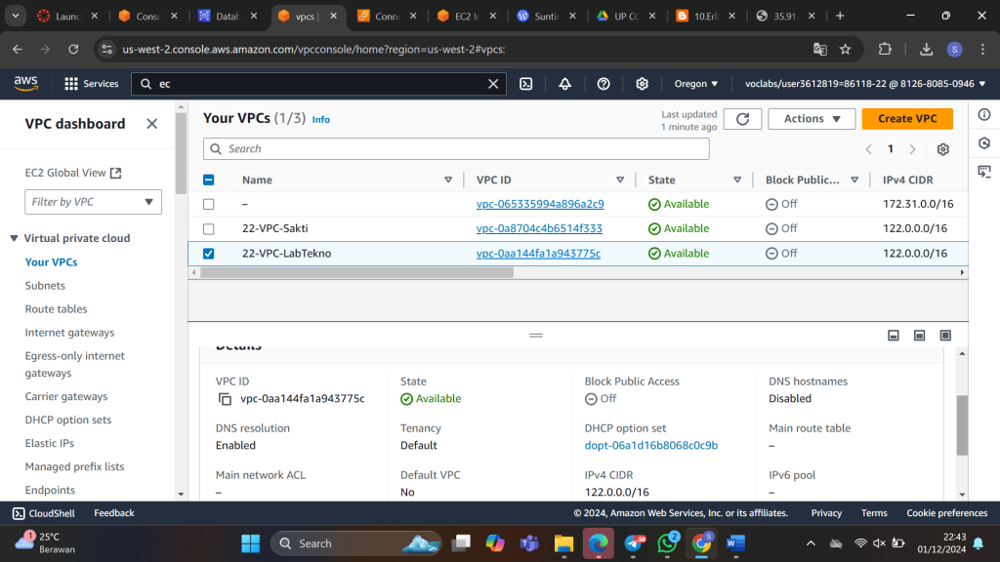 Launc
Conso
Datab
vpcs |
Conne
EC2 In
Suntin
UP CO
10.Erli
35.91.
us-west-2.console.aws.amazon.com/vpcconsole/home?region=us-west-2#vpcs:
S
aws
Services
ec
Oregon ▼
voclabs/user3612819=86118-22 @ 8126-8085-0946 ▼
VPC dashboard
EC2 Global View
Filter by VPC
Virtual private cloud
Your VPCs
Subnets
Route tables
Internet gateways
Egress-only internet
gateways
Carrier gateways
DHCP option sets
Elastic IPs
Managed prefix lists
Endpoints
Your VPCs (1/3) Info
Last updated
1 minute ago
Actions ▼
Create VPC
Search
1
Name VPC ID State Block Public... IPv4 CIDR
– vpc-065335994a896a2c9 Available Off 172.31.0.0/16
22-VPC-Sakti vpc-0a8704c4b6514f333 Available Off 122.0.0.0/16
22-VPC-LabTekno vpc-0aa144fa1a943775c Available Off 122.0.0.0/16
Details
VPC ID
vpc-0aa144fa1a943775c
State
Available
Block Public Access
Off
DNS hostnames
Disabled
DNS resolution
Enabled
Tenancy
Default
DHCP option set
dopt-06a1d16b8068c0c9b
Main route table
–
Main network ACL
–
Default VPC
No
IPv4 CIDR
122.0.0.0/16
IPv6 pool
–
CloudShell
Feedback
© 2024, Amazon Web Services, Inc. or its affiliates.
Privacy
Terms
Cookie preferences
1
25°C
Berawan
Search
2
S
22:43
01/12/2024